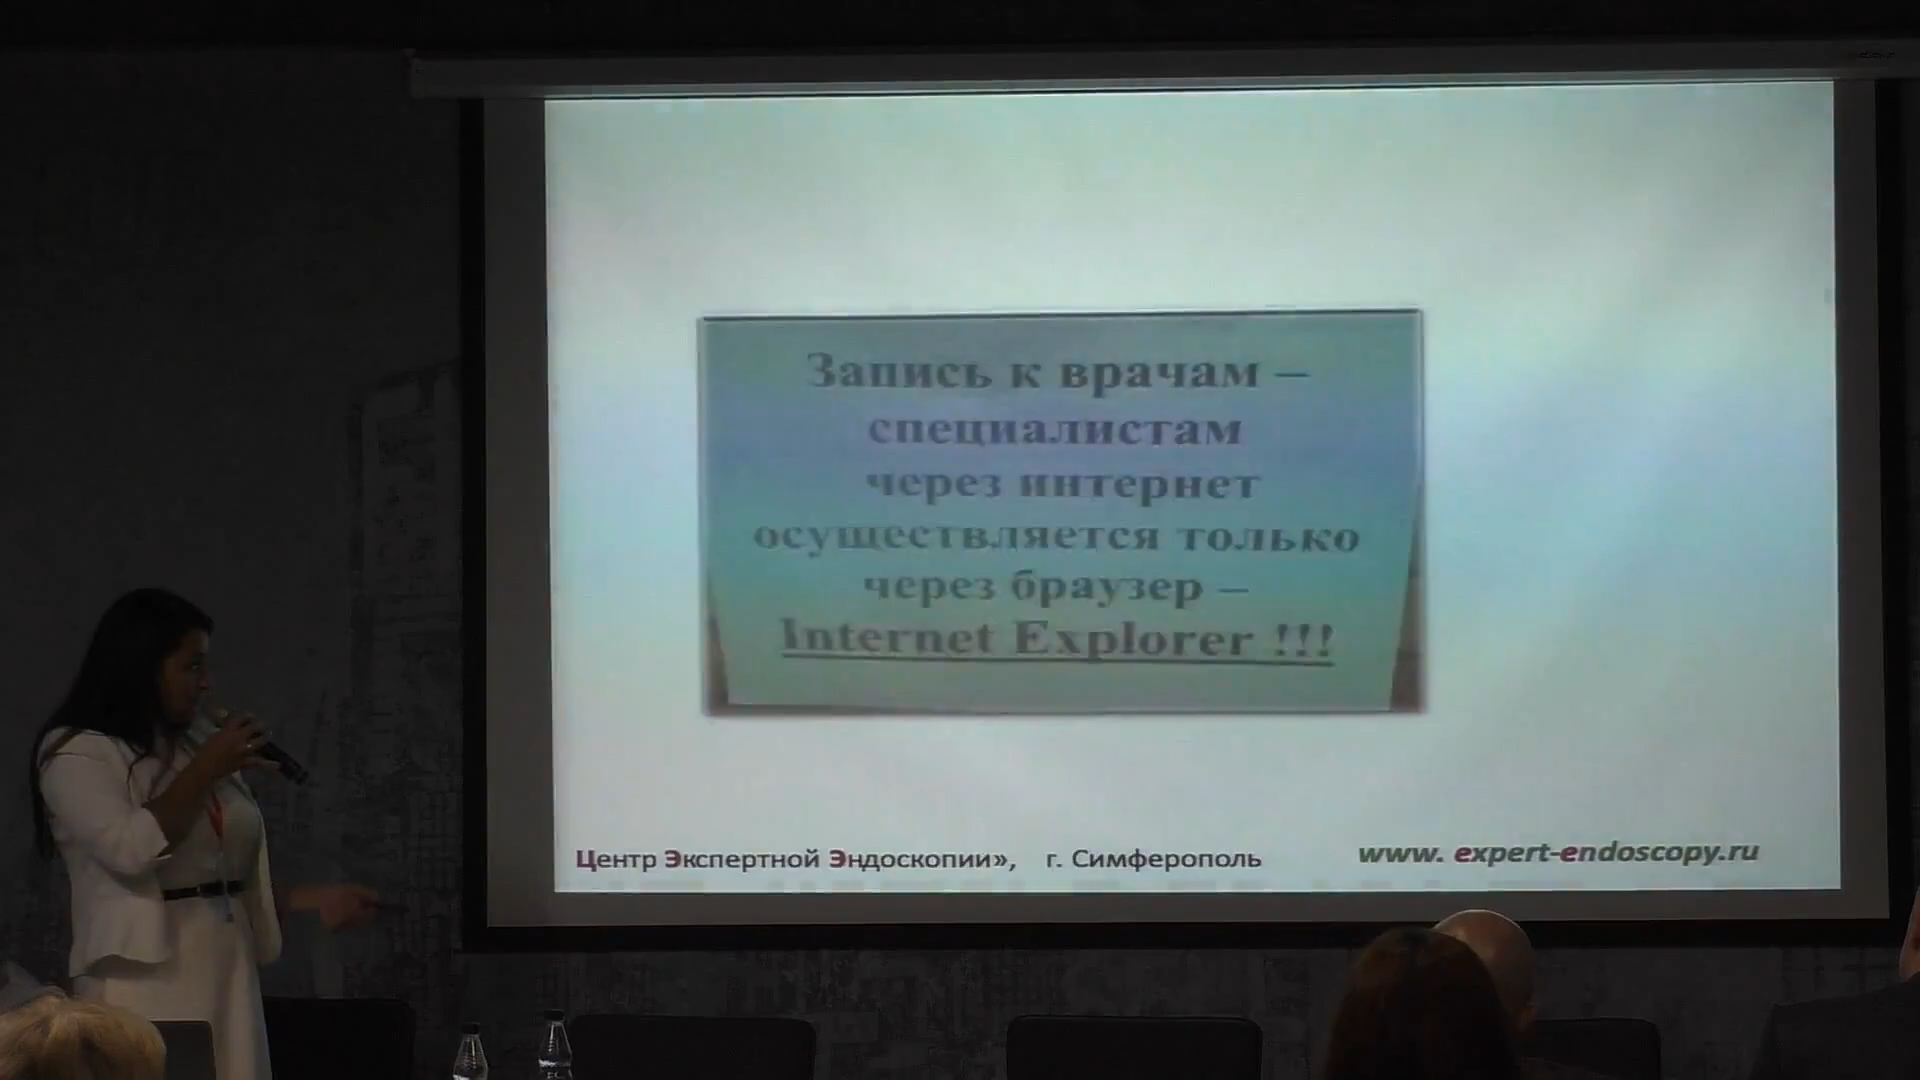 Запись к врачам –
специалистам
через интернет
осуществляется только
через браузер –
Internet Explorer !!!
Центр Экспертной Эндоскопии», г. Симферополь
www. expert-endoscopy.ru